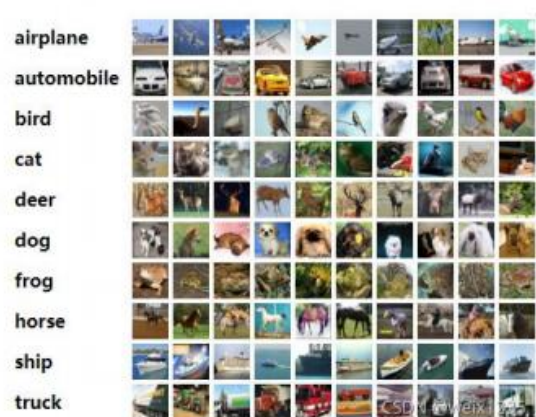 airplane
automobile
bird
cat
deer
dog
frog
horse
ship
truck